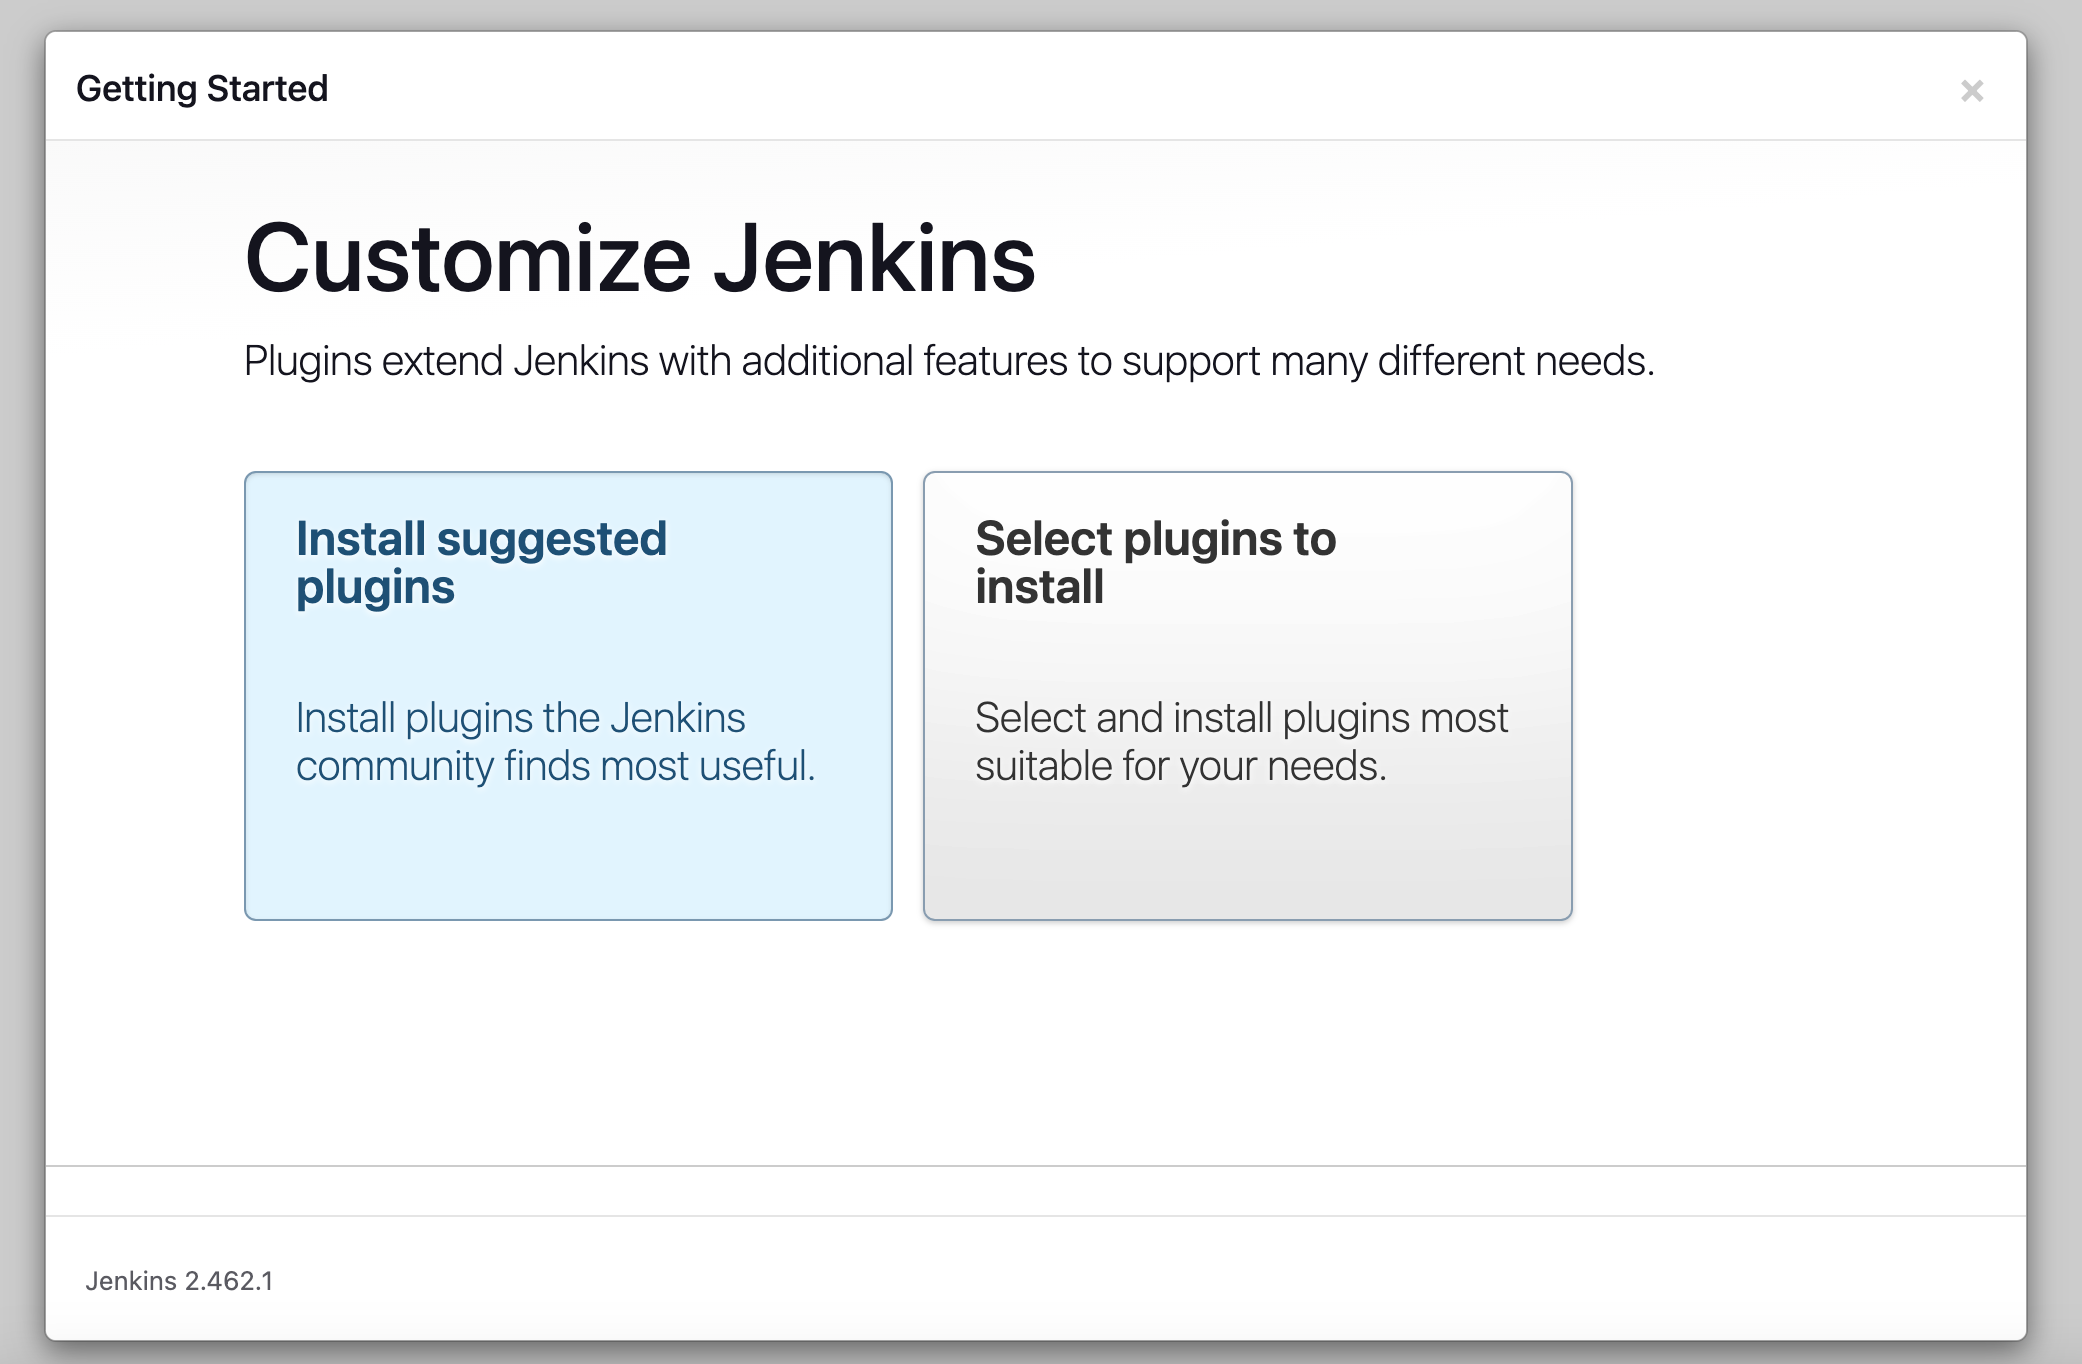 Getting Started
×
Customize Jenkins
Plugins extend Jenkins with additional features to support many different needs.
Install suggested
plugins
Install plugins the Jenkins
community finds most useful.
Select plugins to
install
Select and install plugins most
suitable for your needs.
Jenkins 2.462.1